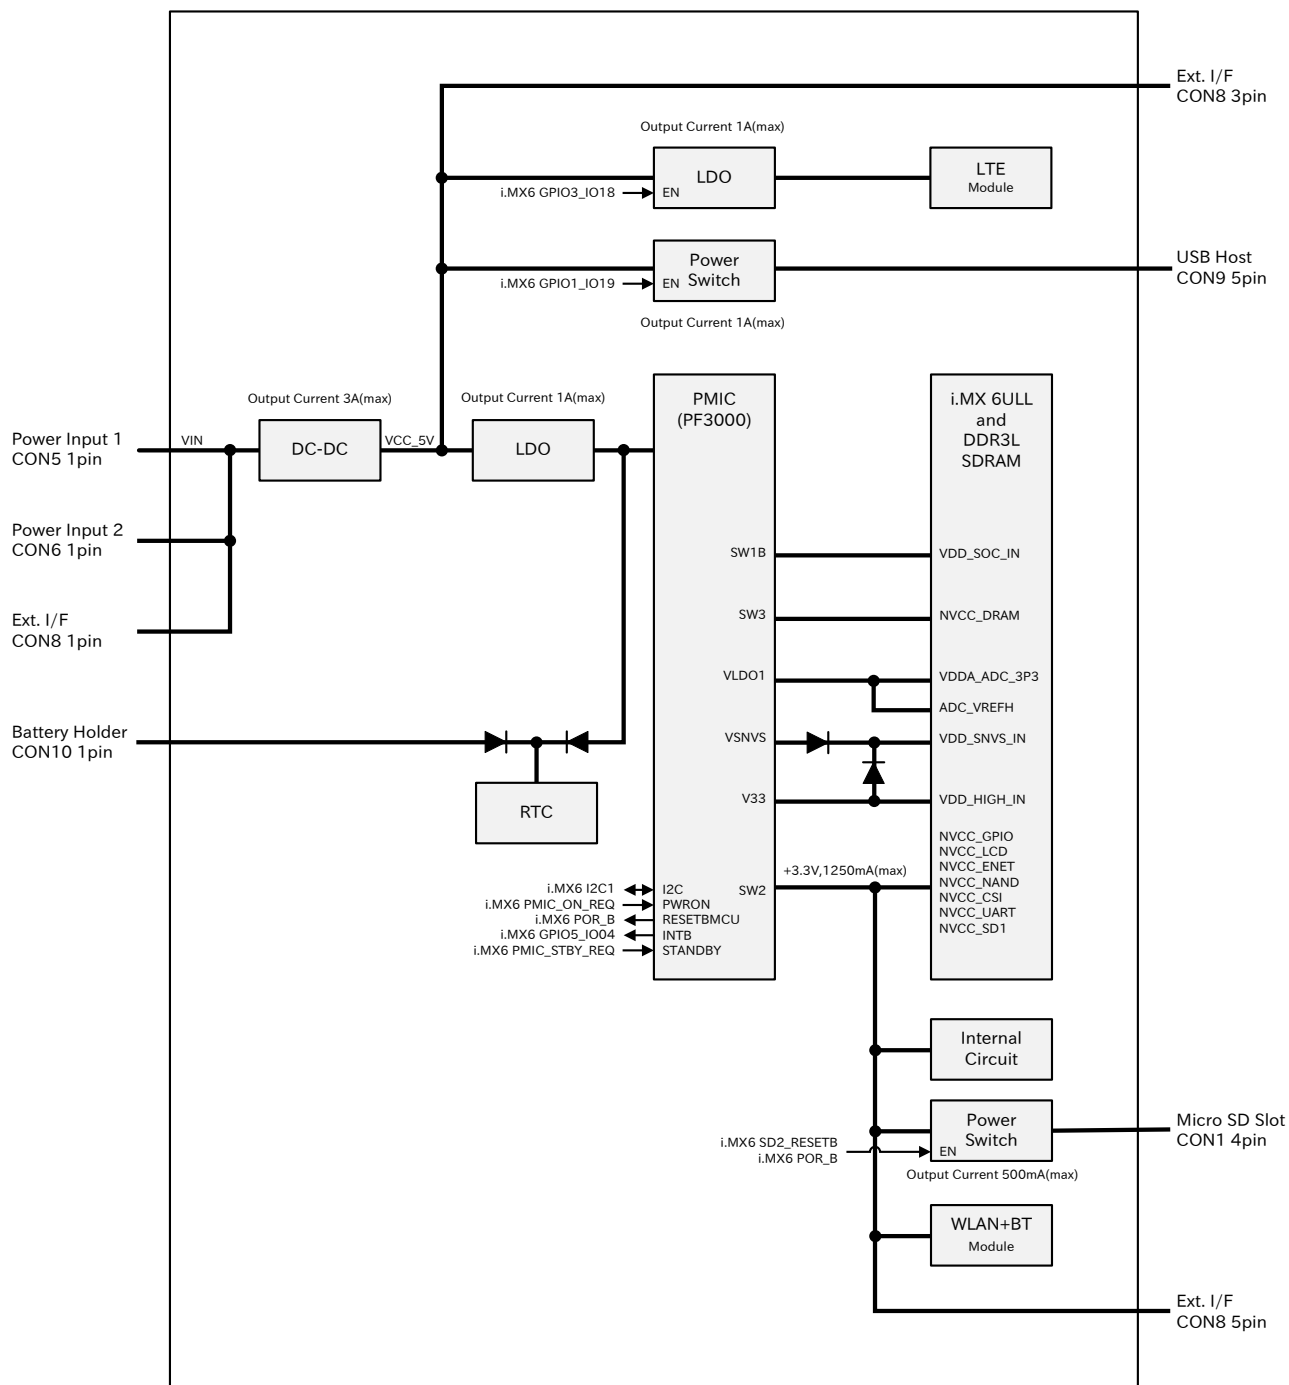 Ext. I/F
CON8 3pin
Output Current 1A(max)
LDO
i.MX6 GPIO3_IO18
EN
LTE
Module
Power
Switch
i.MX6 GPIO1_IO19
EN
USB Host
CON9 5pin
Output Current 1A(max)
Output Current 3A(max)
Output Current 1A(max)
Power Input 1
CON5 1pin
VIN
DC-DC
VCC_5V
LDO
PMIC
(PF3000)
i.MX 6ULL
and
DDR3L
SDRAM
Power Input 2
CON6 1pin
SW1B
VDD_SOC_IN
Ext. I/F
CON8 1pin
SW3
NVCC_DRAM
VLDO1
VDDA_ADC_3P3
ADC_VREFH
Battery Holder
CON10 1pin
VSNVS
VDD_SNVS_IN
RTC
V33
VDD_HIGH_IN
NVCC_GPIO
NVCC_LCD
NVCC_ENET
NVCC_NAND
NVCC_CSI
NVCC_UART
NVCC_SD1
+3.3V,1250mA(max)
SW2
i.MX6 I2C1
I2C
i.MX6 PMIC_ON_REQ
PWRON
i.MX6 POR_B
RESETBMCU
i.MX6 GPIO5_IO04
INTB
i.MX6 PMIC_STBY_REQ
STANDBY
Internal
Circuit
Power
Switch
EN
i.MX6 SD2_RESETB
i.MX6 POR_B
Output Current 500mA(max)
Micro SD Slot
CON1 4pin
WLAN+BT
Module
Ext. I/F
CON8 5pin